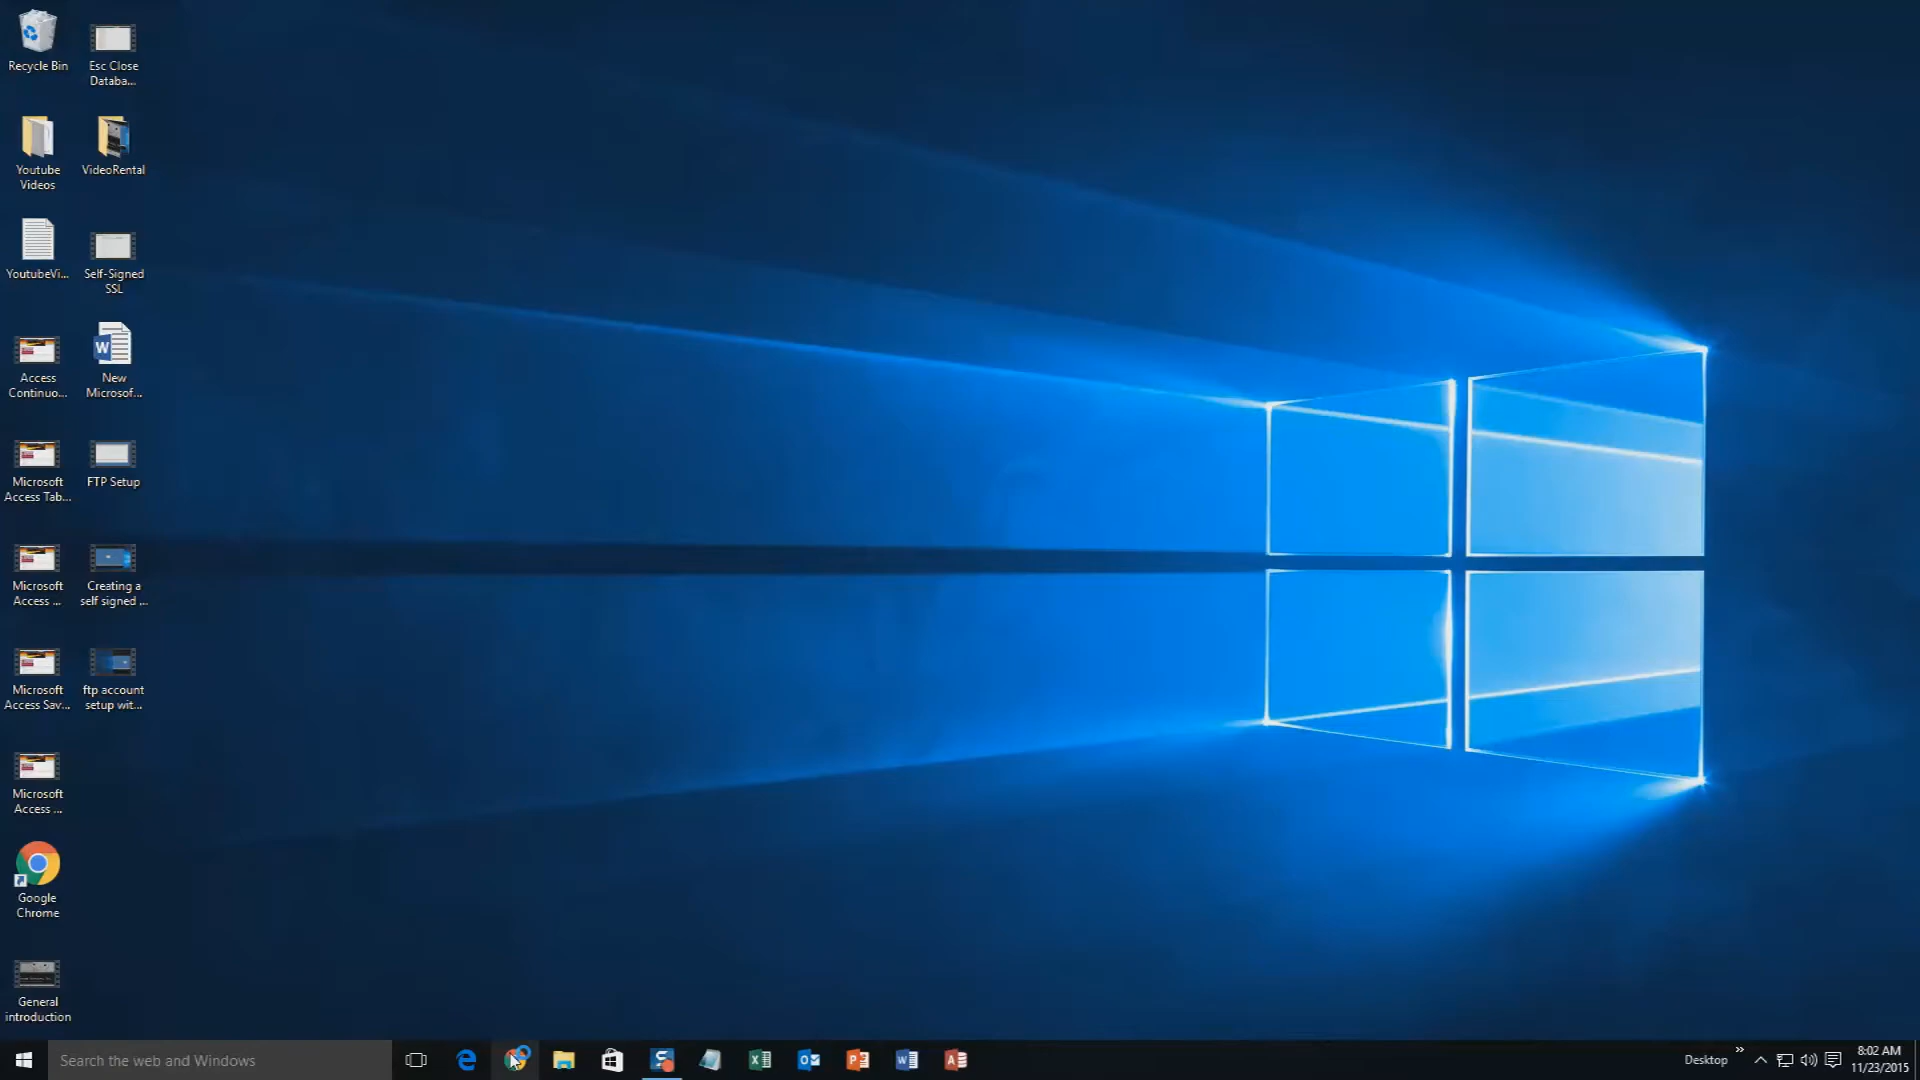 Recycle Bin
Esc Close
Databa...
Youtube
Videos
VideoRental
YoutubeVi...
Self-Signed
SSL
Access
Continuo...
New
Microsof...
Microsoft
Access Tab...
FTP Setup
Microsoft
Access ...
Creating a
self signed ...
Microsoft
Access Sav...
ftp account
setup wit...
Microsoft
Access ...
Google
Chrome
General
introduction
Search the web and Windows
Desktop
8:02 AM
11/23/2015